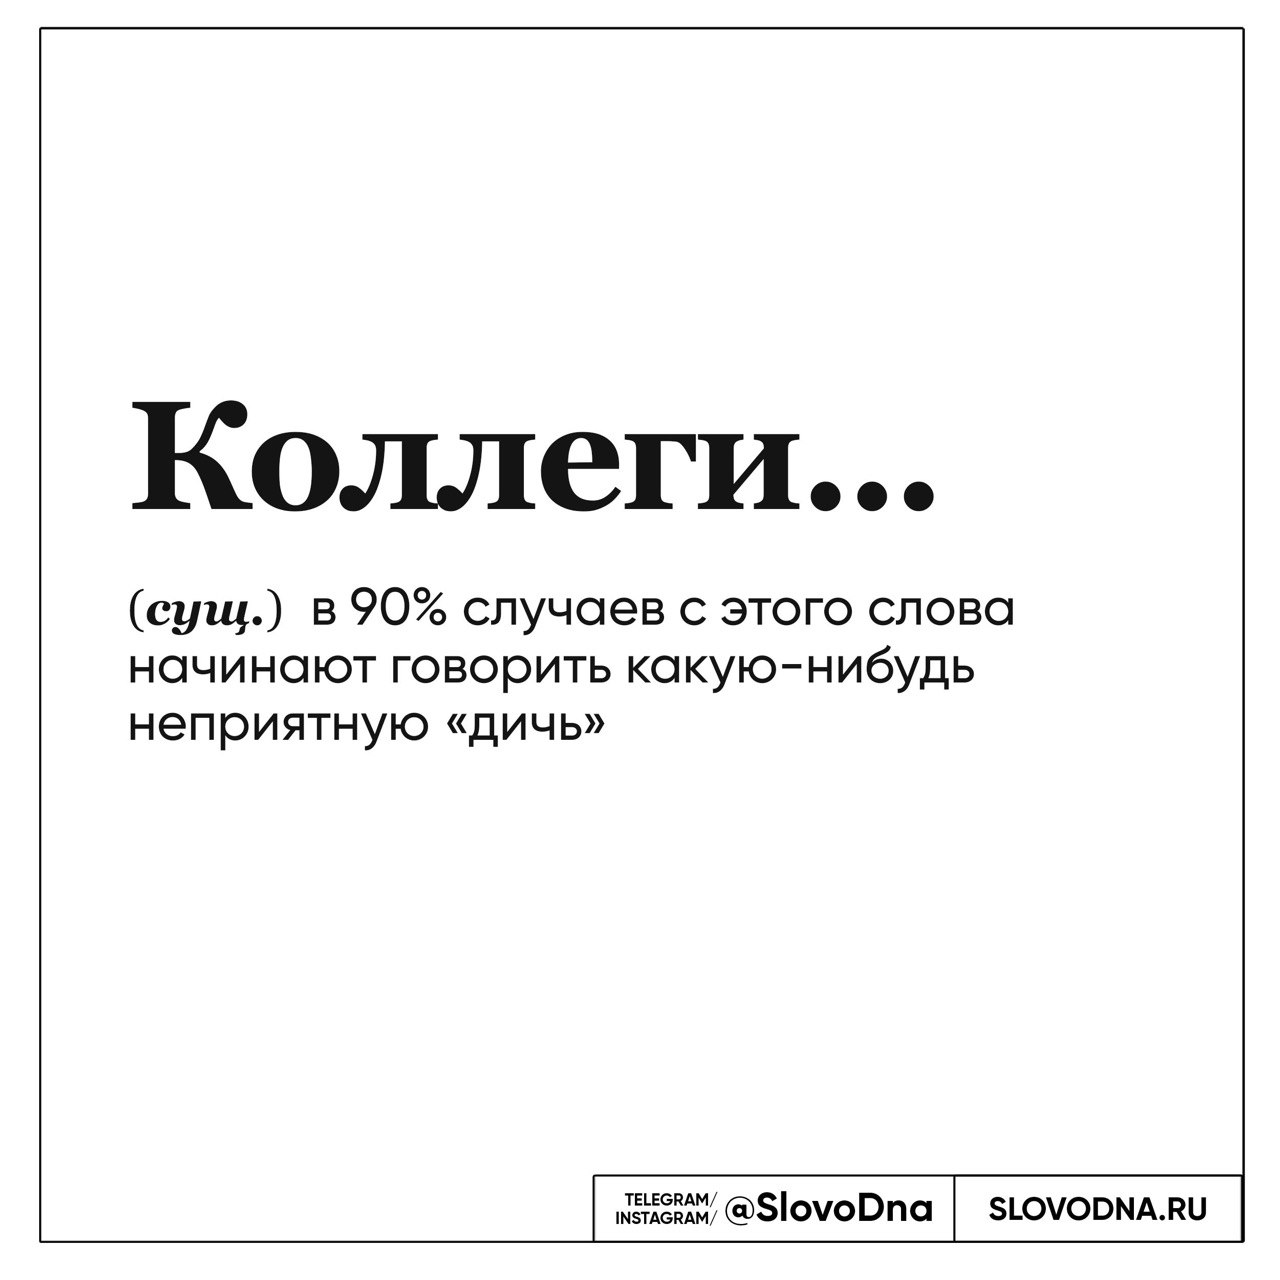 Коллеги...
(сущ.) в 90% случаев с этого слова
начинают говорить какую-нибудь
неприятную «дичь»
TELEGRAM/
INSTAGRAM/
@SlovoDna
SLOVODNA.RU